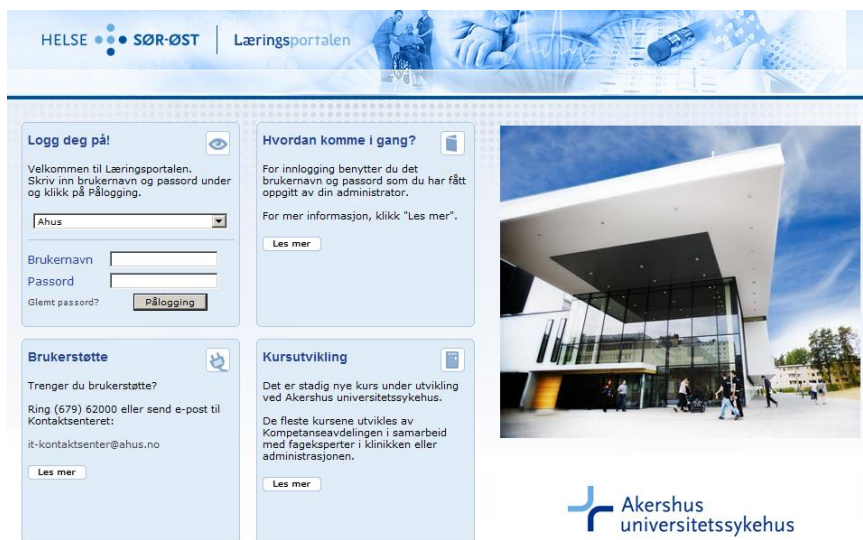 HELSE SØR-ØST
Læringsportalen
Logg deg på!
Velkommen til Læringsportalen.
Skriv inn brukernavn og passord under
og klikk på Pålogging.
Ahus
Brukernavn
Passord
Glemt passord?
Pålogging
Hvordan komme i gang?
For innlogging benytter du det
brukernavn og passord som du har fått
oppgitt av din administrator.
For mer informasjon, klikk "Les mer".
Les mer
Brukerstøtte
Trenger du brukerstøtte?
Ring (679) 62000 eller send e-post til
Kontaktsenteret:
it-kontaktsenter@ahus.no
Les mer
Kursutvikling
Det er stadig nye kurs under utvikling
ved Akershus universitetssykehus.
De fleste kursene utvikles av
Kompetanseavdelingen i samarbeid
med fageksperter i klinikken eller
administrasjonen.
Les mer
Akershus
universitetssykehus